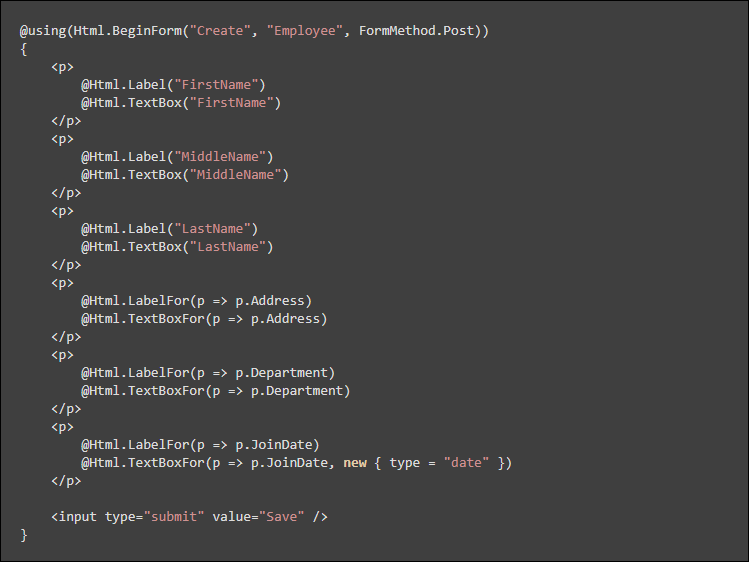 @using(Html.BeginForm("Create", "Employee", FormMethod.Post))
{
    <p>
        @Html.Label("FirstName")
        @Html.TextBox("FirstName")
    </p>
    <p>
        @Html.Label("MiddleName")
        @Html.TextBox("MiddleName")
    </p>
    <p>
        @Html.Label("LastName")
        @Html.TextBox("LastName")
    </p>
    <p>
        @Html.LabelFor(p => p.Address)
        @Html.TextBoxFor(p => p.Address)
    </p>
    <p>
        @Html.LabelFor(p => p.Department)
        @Html.TextBoxFor(p => p.Department)
    </p>
    <p>
        @Html.LabelFor(p => p.JoinDate)
        @Html.TextBoxFor(p => p.JoinDate, new { type = "date" })
    </p>

    <input type="submit" value="Save" />
}